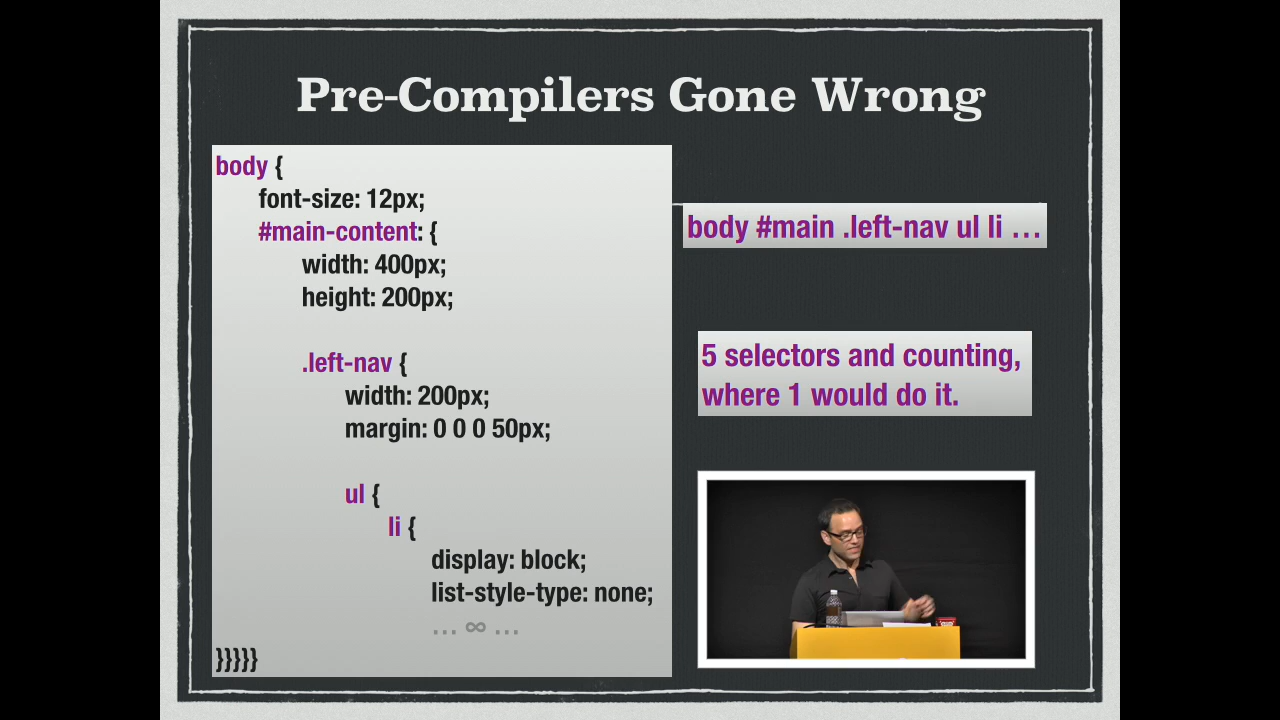 Pre-Compilers Gone Wrong
body {
font-size: 12px;
#main-content: {
width: 400px;
height: 200px;
.left-nav {
width: 200px;
margin: 0 0 0 50px;
ul {
li {
display: block;
list-style-type: none;
… ∞ …
}}}}}
body #main .left-nav ul li …
5 selectors and counting,
where 1 would do it.